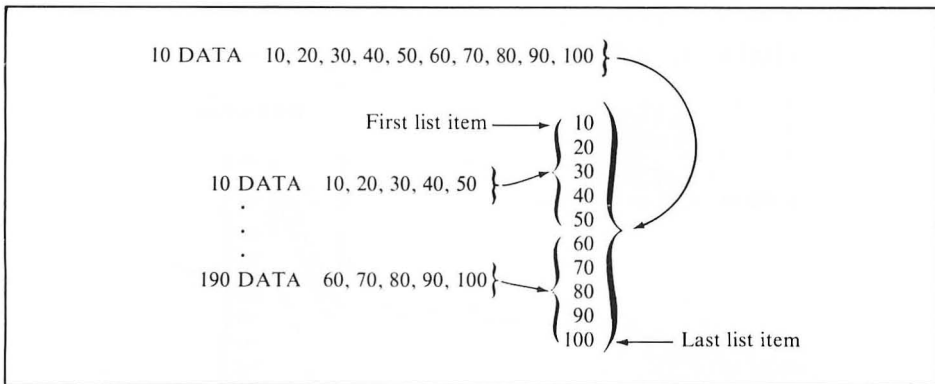 10 DATA 10, 20, 30, 40, 50, 60, 70, 80, 90, 100
First list item
10
20
30
10 DATA 10, 20, 30, 40, 50
40
50
60
70
190 DATA 60, 70, 80, 90, 100
80
90
100
Last list item